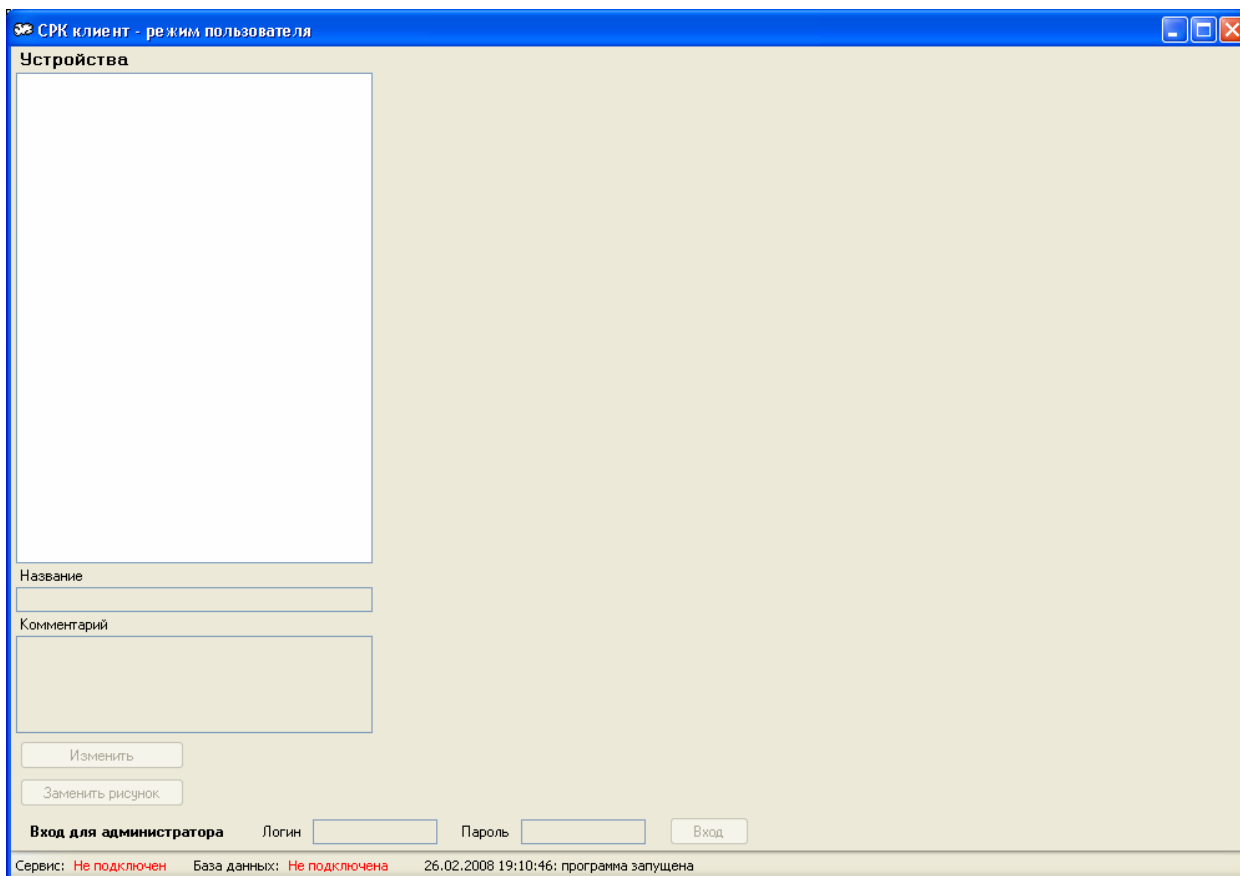 СРК клиент - режим пользователя
Устройства
Название
Комментарий
Изменить
Заменить рисунок
Вход для администратора Логин Пароль Вход
Сервис: Не подключен База данных: Не подключена 26.02.2008 19:10:46: программа запущена